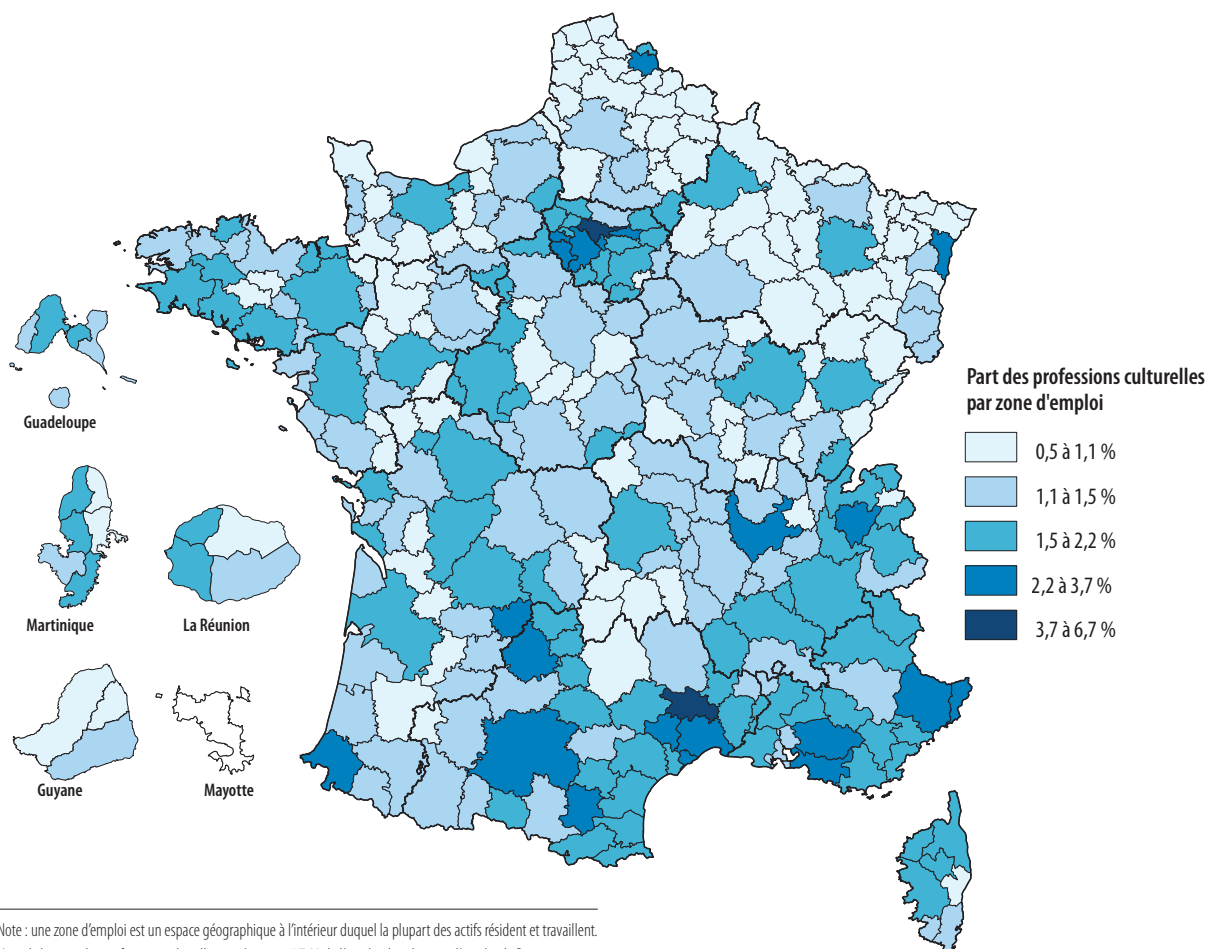 Guadeloupe
Martinique
La Réunion
Guyane
Mayotte
Part des professions culturelles
par zone d'emploi
0,5 à 1,1 %
1,1 à 1,5 %
1,5 à 2,2 %
2,2 à 3,7 %
3,7 à 6,7 %
Note : une zone d'emploi est un espace géographique à l'intérieur duquel la plupart des actifs résident et travaillent.